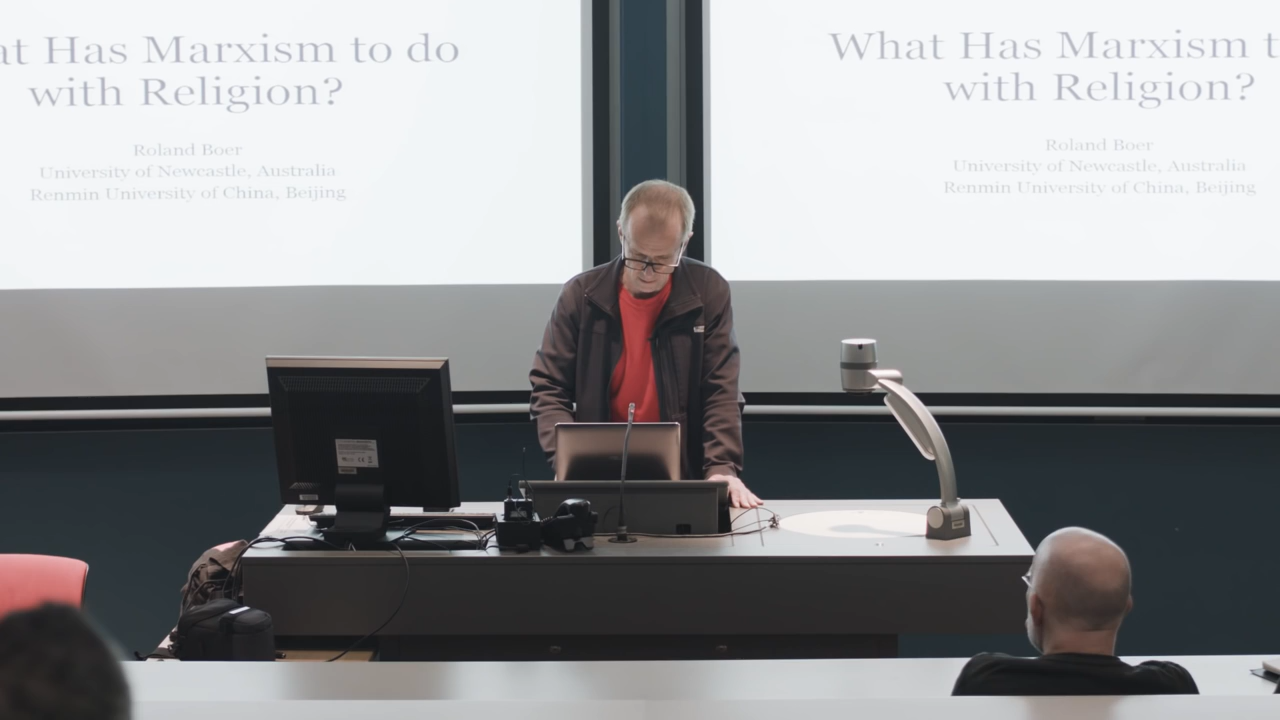 at Has Marxism to do
with Religion?
Roland Boer
University of Newcastle, Australia
Renmin University of China, Beijing
What Has Marxism t
with Religion?
Roland Boer
University of Newcastle, Australia
Renmin University of China, Beijing